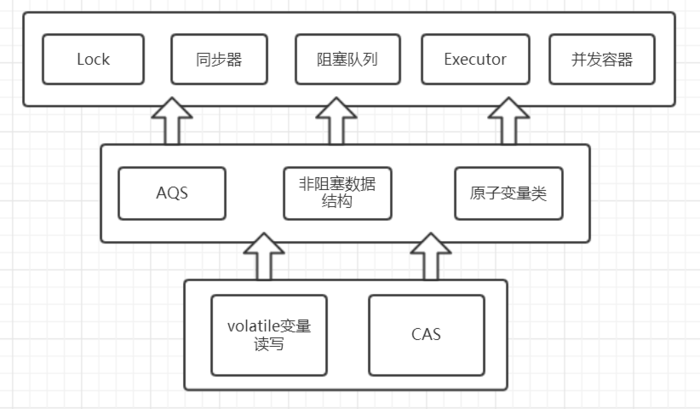 Lock
同步器
阻塞队列
Executor
并发容器
AQS
非阻塞数据
结构
原子变量类
volatile变量
读写
CAS